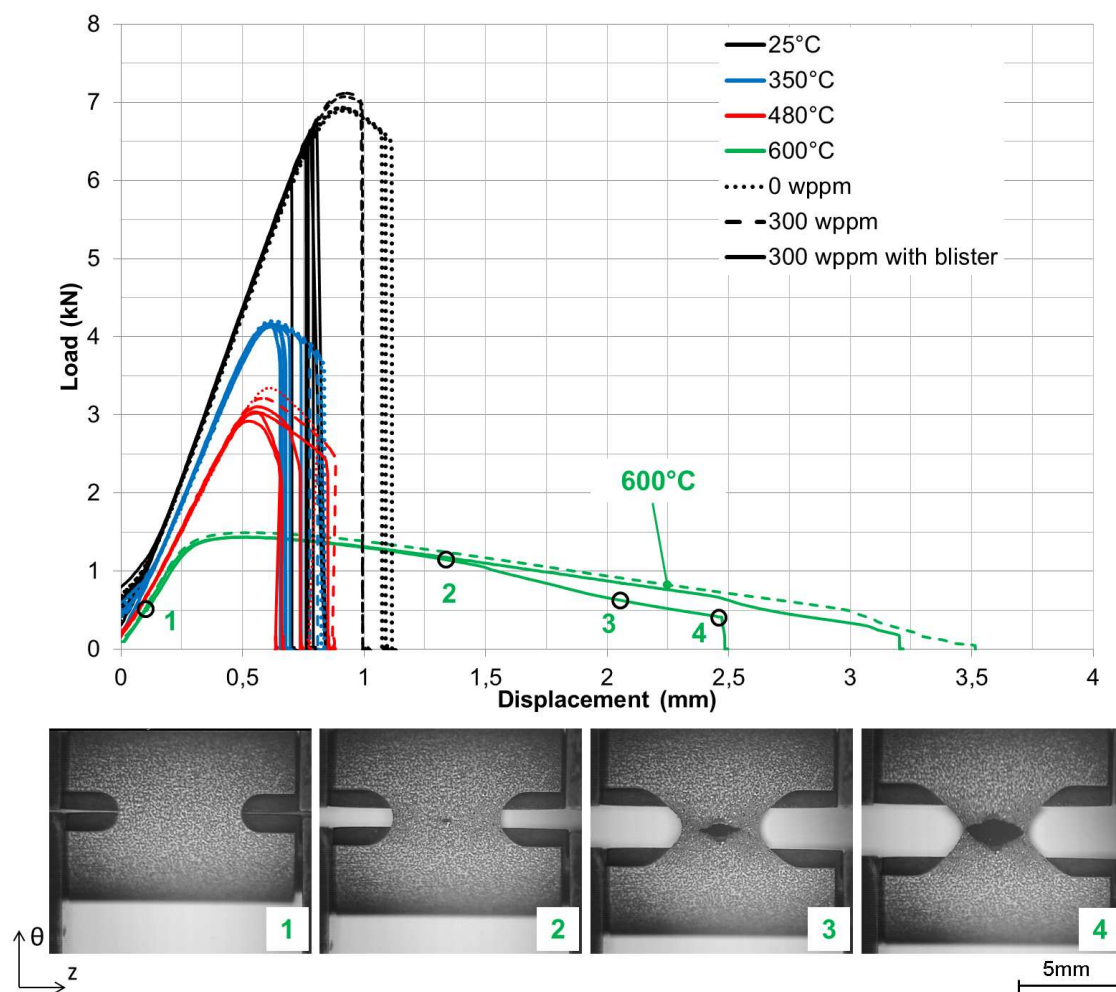 8
7
6
5
4
3
2
1
0
Load (kN)
25°C
350°C
480°C
600°C
0 wppm
300 wppm
300 wppm with blister
600°C
1
2
3
4
0 0,5 1 1,5 2 2,5 3 3,5 4
Displacement (mm)
1 2 3 4
θ
z
5mm